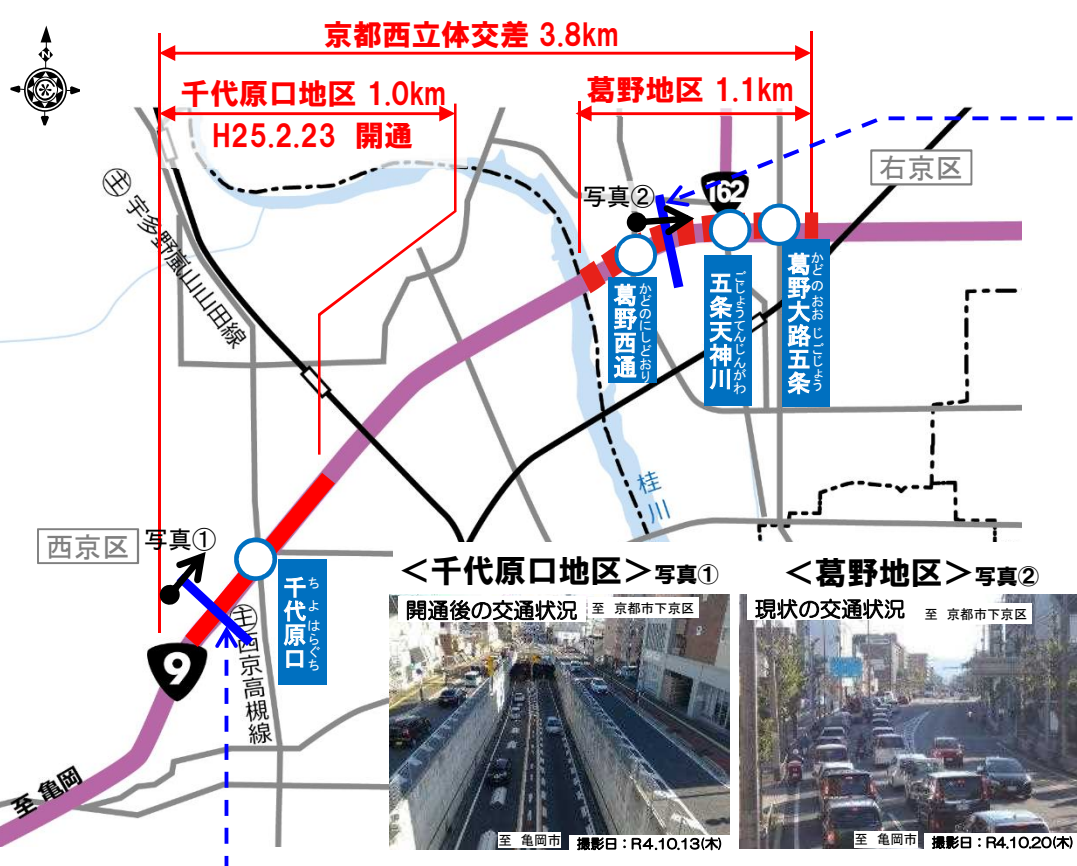 京都西立体交差 3.8km
千代原口地区 1.0km
H25.2.23 開通
葛野地区 1.1km
N
右京区
162
写真②
主 宇多野嵐山山田線
かどのにしどおり
葛野西通
ごじょうてんじんがわ
五条天神川
かどのおおじごじょう
葛野大路五条
桂川
西京区
写真①
ちよはらぐち
千代原口
主 西京高槻線
9
至 亀岡
＜千代原口地区＞写真①
開通後の交通状況
至 京都市下京区
至 亀岡市
撮影日：R4.10.13(木)
＜葛野地区＞写真②
現状の交通状況
至 京都市下京区
至 亀岡市
撮影日：R4.10.20(木)